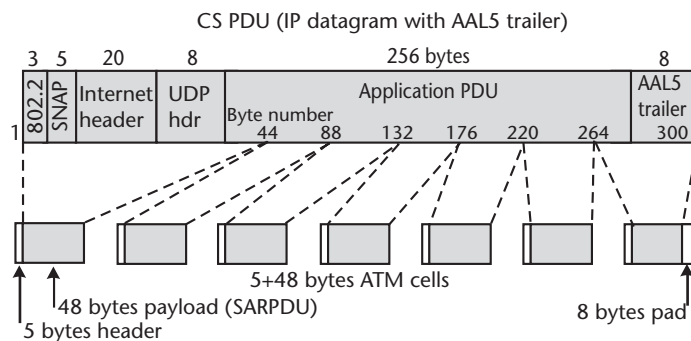 CS PDU (IP datagram with AAL5 trailer)
3 5 20 8 256 bytes 8
802.2
SNAP
Internet
header
UDP
hdr
Application PDU
AAL5
trailer
Byte number
1 44 88 132 176 220 264 300
5+48 bytes ATM cells
48 bytes payload (SARPDU)
8 bytes pad
5 bytes header